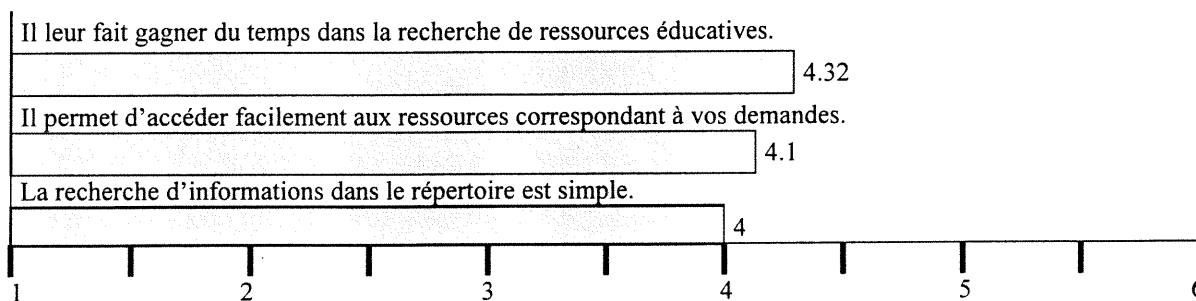 Il leur fait gagner du temps dans la recherche de ressources éducatives.
4.32
Il permet d'accéder facilement aux ressources correspondant à vos demandes.
4.1
La recherche d'informations dans le répertoire est simple.
4
1 2 3 4 5 6